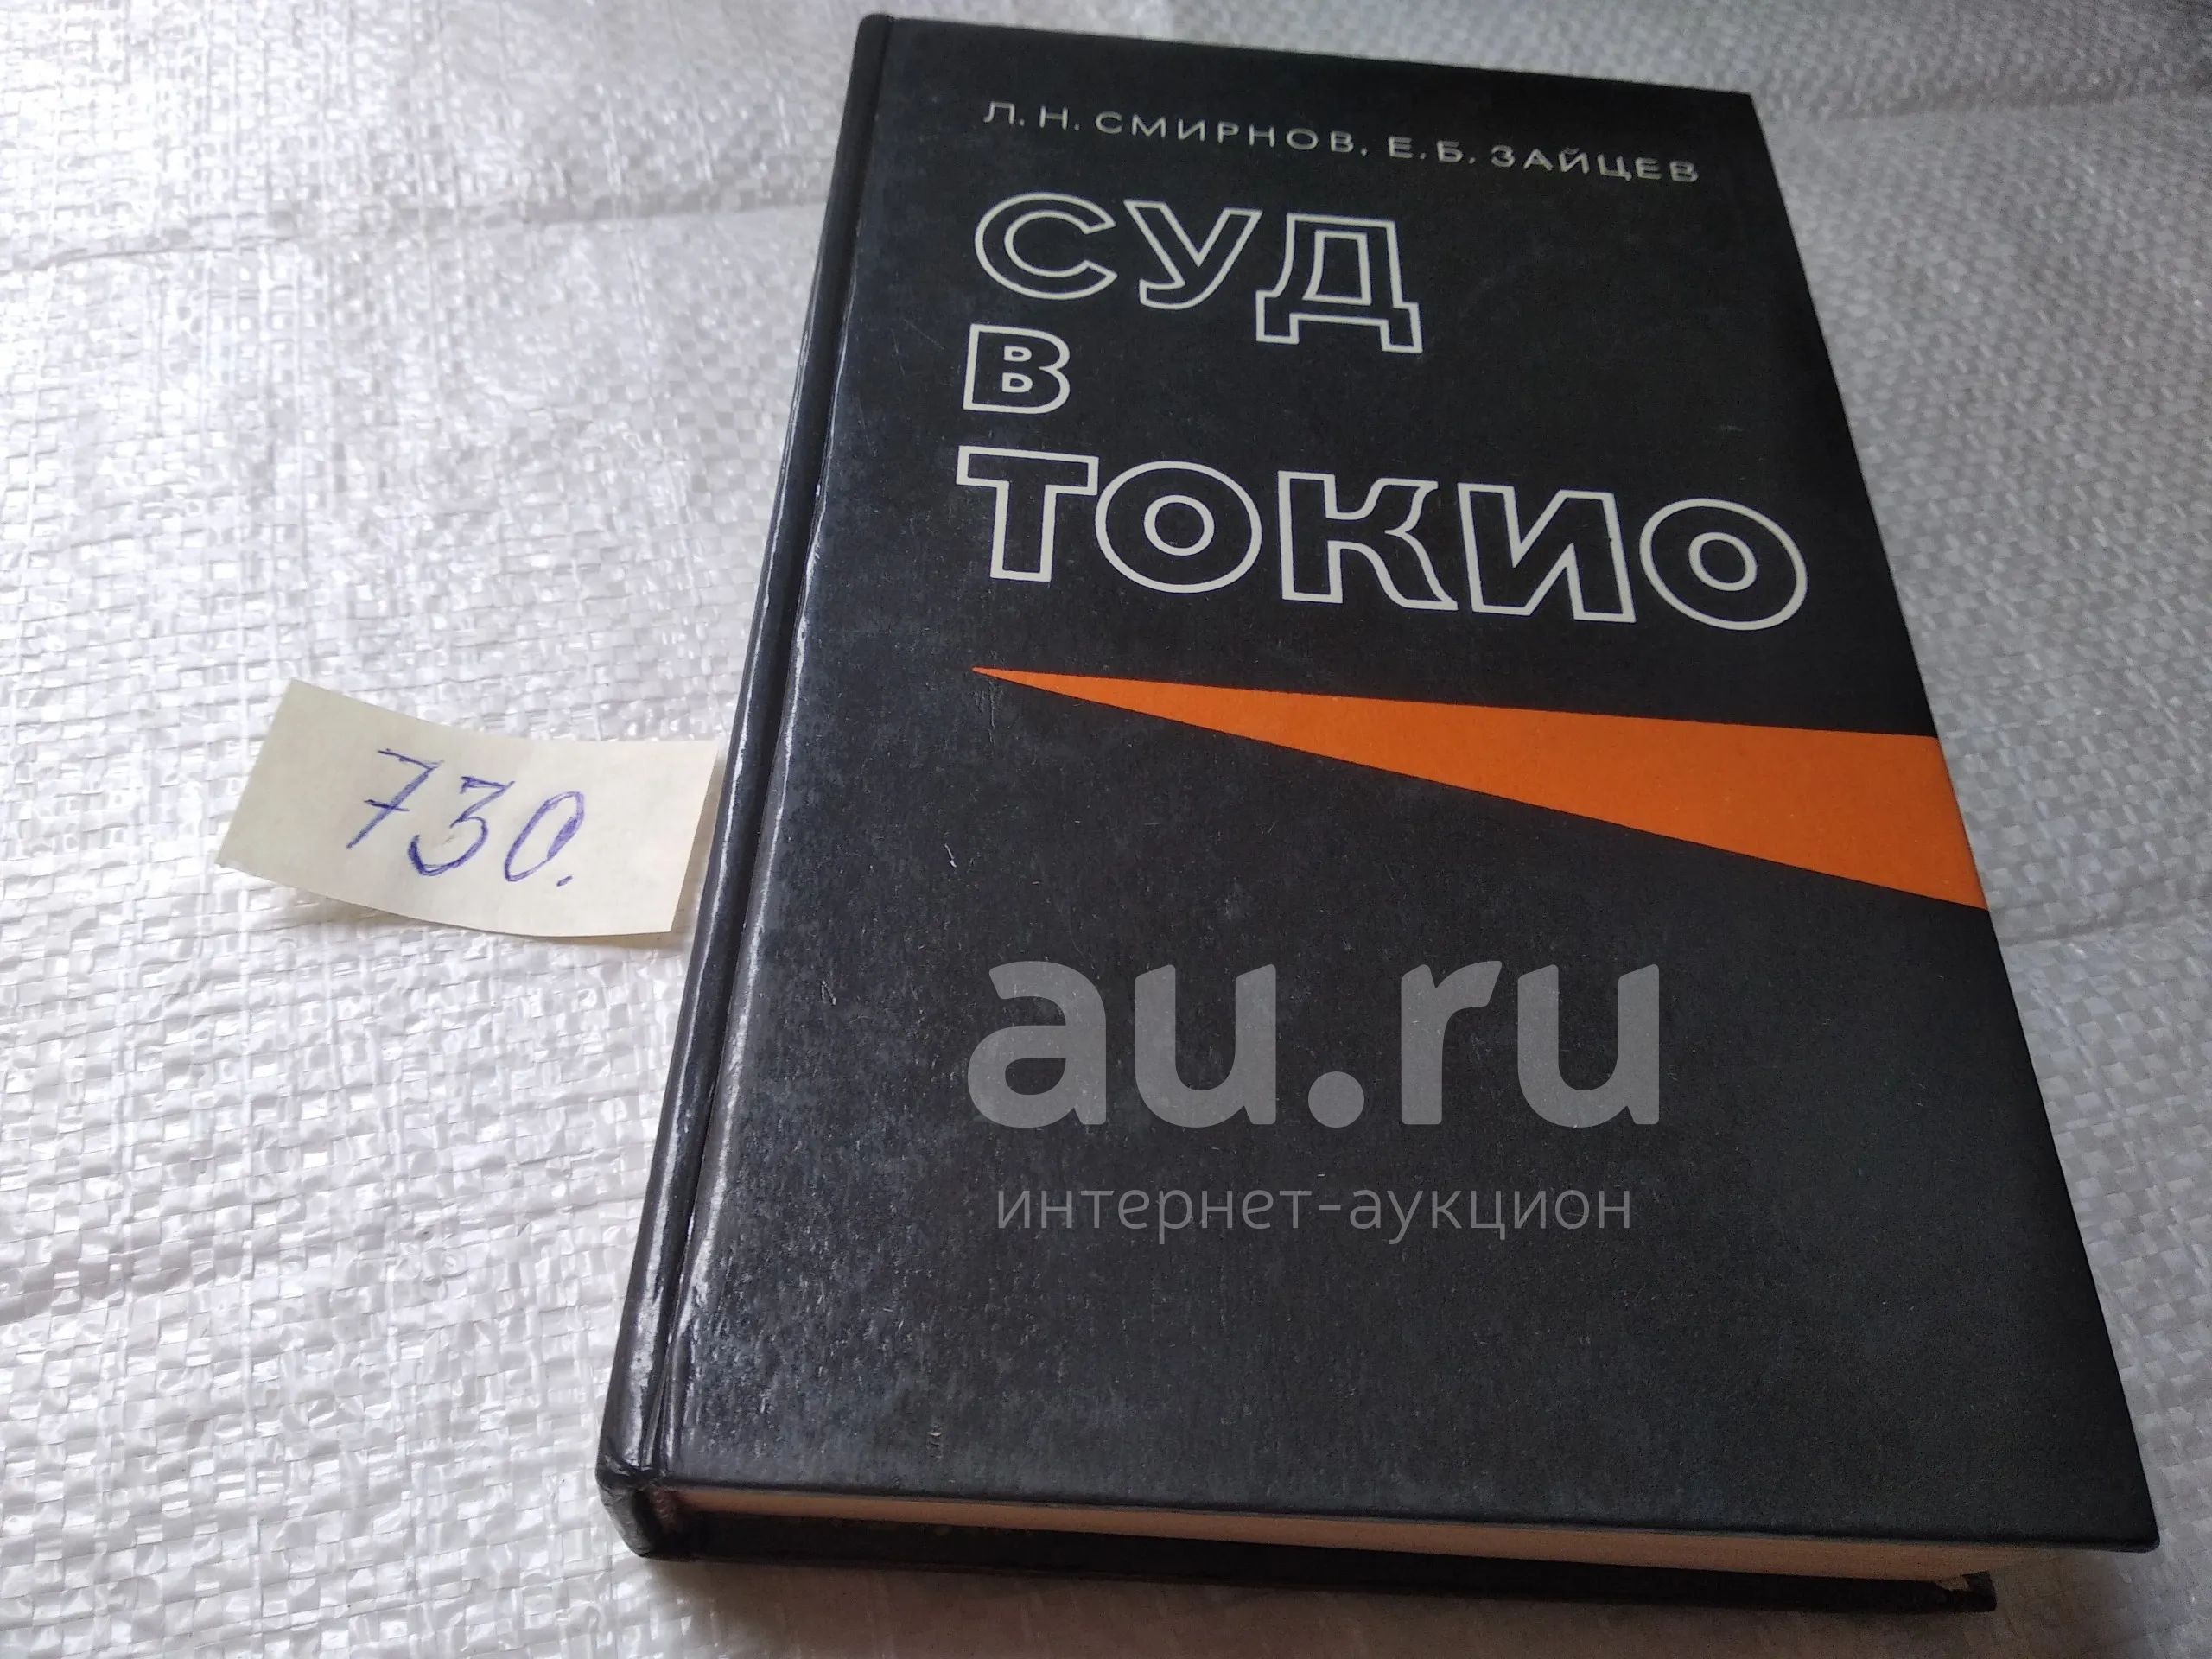 Л. Н. СМИРНОВ, Е. Б. ЗАЙЦЕВ
СУД
В
ТОКИО
730.
au.ru
интернет-аукцион